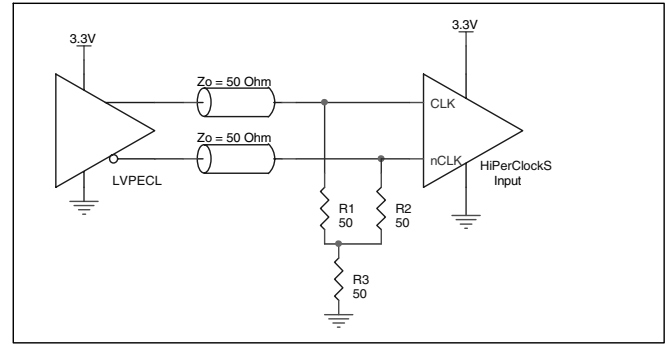 3.3V
3.3V
Zo = 50 Ohm
CLK
Zo = 50 Ohm
nCLK
LVPECL
HiPerClockS
Input
R1
50
R2
50
R3
50